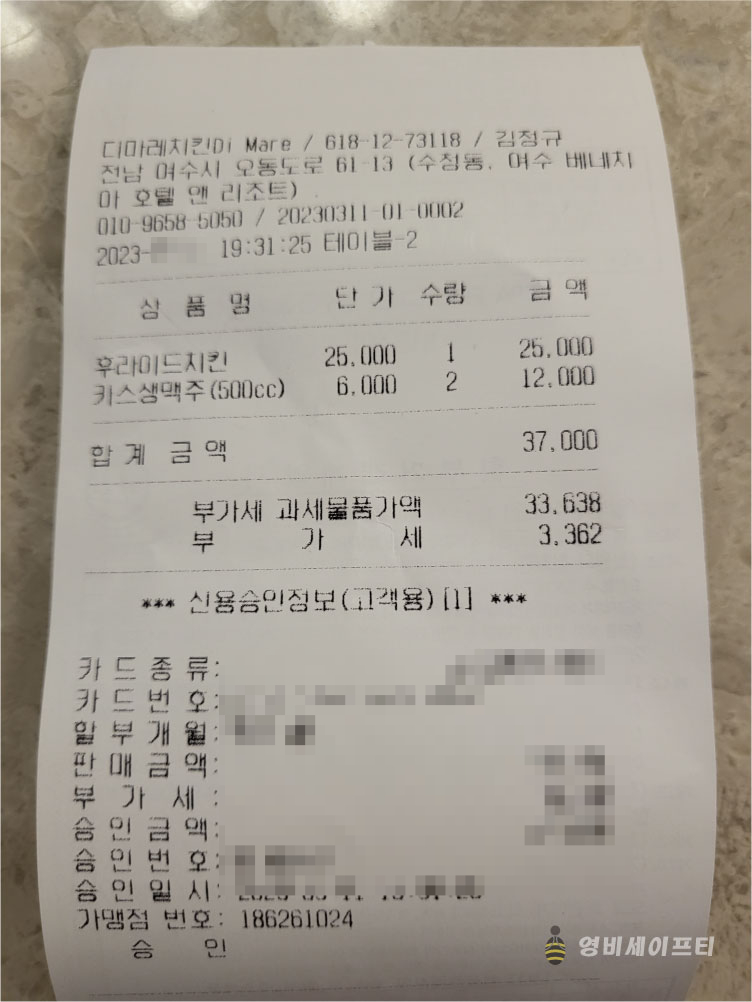 디마레치킨Di Mare / 618-12-73118 / 김정규
전남 여수시 오동도로 61-13 (수정동, 여수 베네치
아 호텔 앤 리조트)
010-9658-5050 / 20230311-01-0002
2023- 19:31:25 테이블-2
상 품 명 단 가 수량 금 액
후라이드치킨 25,000 1 25,000
카스생맥주(500cc) 6,000 2 12,000
합 계 금 액 37,000
부가세 과세물품가액 33,638
부 가 세 3,362
*** 신용승인정보(고객용)[1] ***
카 드 종 류:
카 드 번 호:
할 부 개 월:
판 매 금 액:
부 가 세 :
승 인 금 액:
승 인 번 호:
승 인 일 시:
가맹점 번호: 186261024
승 인
영비세이프티